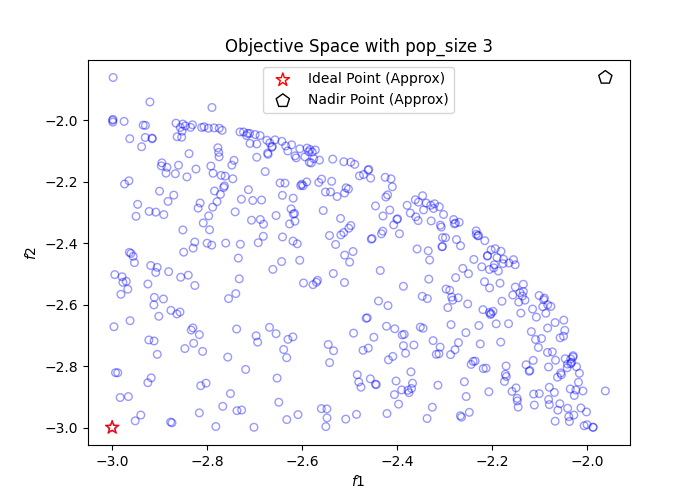 Objective Space with pop_size 3
Ideal Point (Approx)
Nadir Point (Approx)
−2.0
−2.2
−2.4
−2.6
−2.8
−3.0
f2
−3.0
−2.8
−2.6
−2.4
−2.2
−2.0
f1